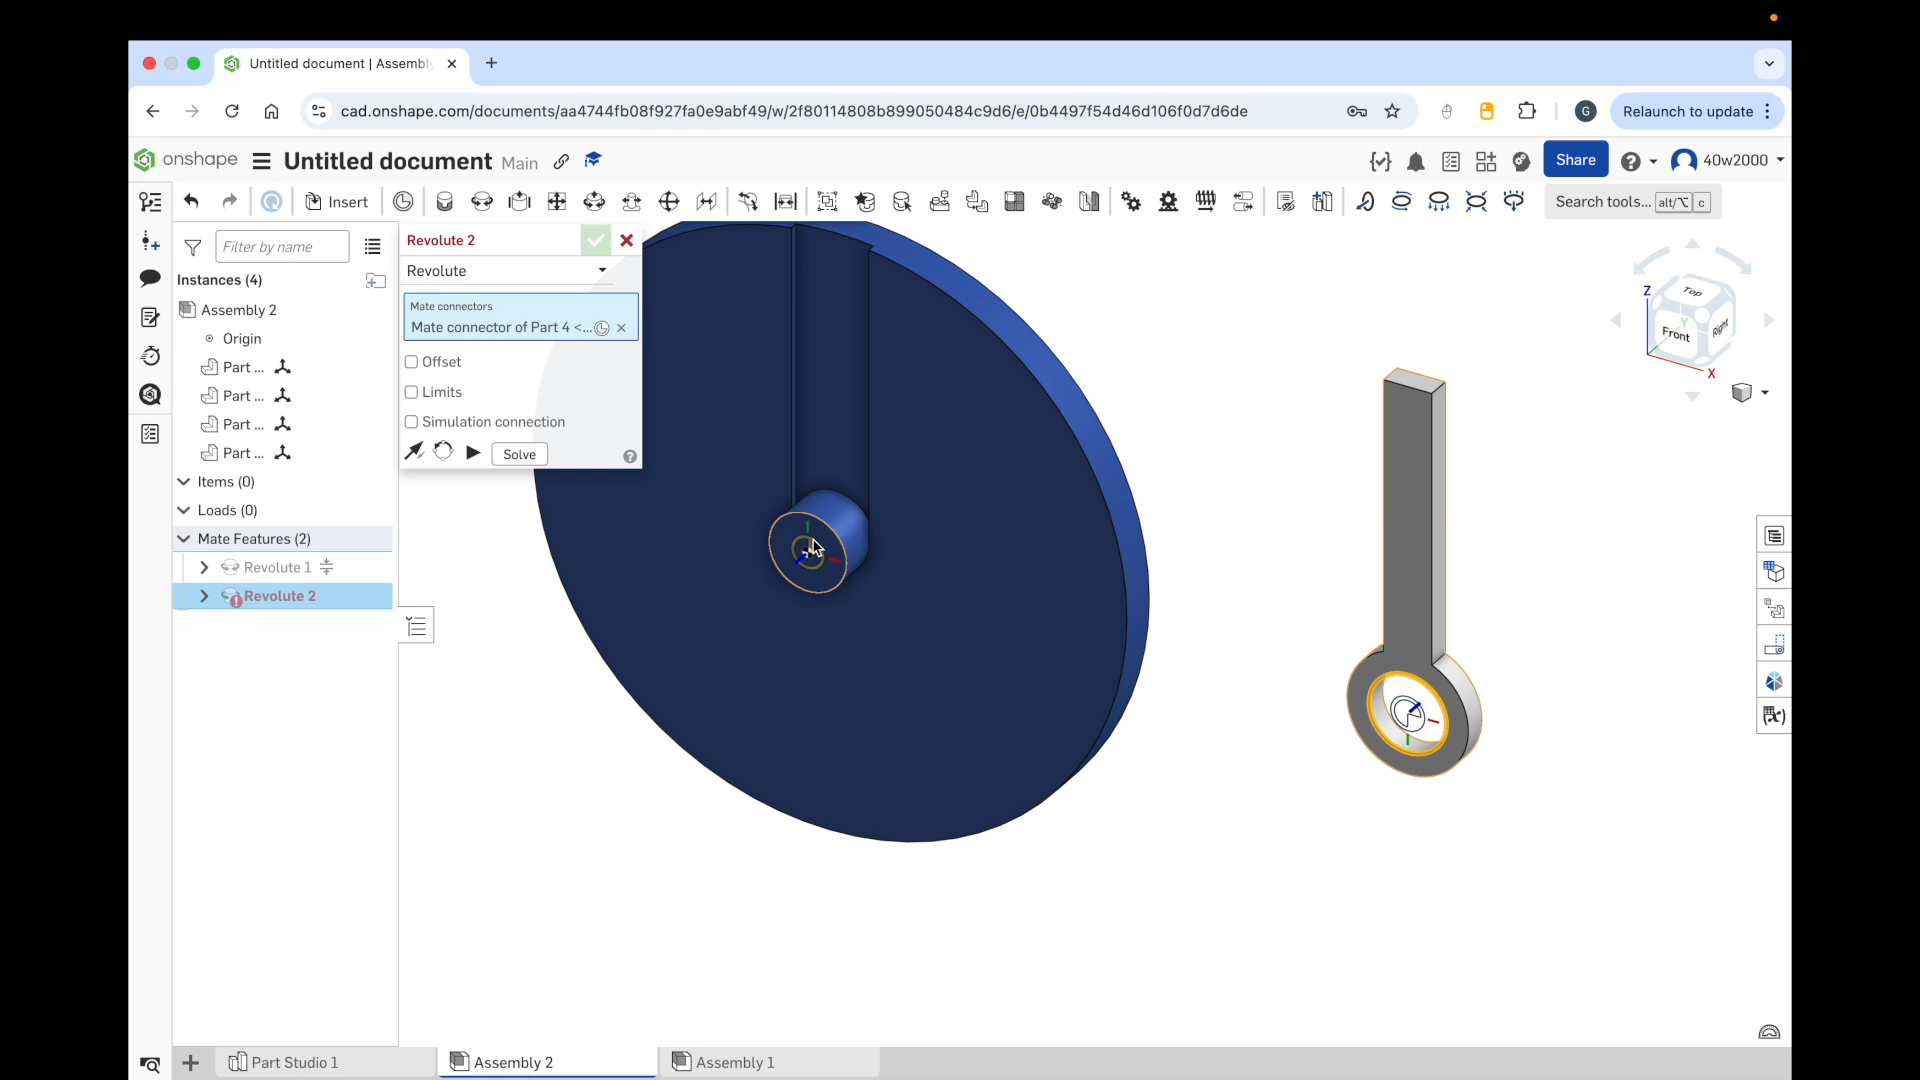 Untitled document | Assembl
cad.onshape.com/documents/aa4744fb08f927fa0e9abf49/w/2f80114808b899050484c9d6/e/0b4497f54d46d106f0d7d6de
G
Relaunch to update
onshape
Untitled document Main
Share
40w2000
Insert
Search tools... alt/⌥ c
Filter by name
Instances (4)
Assembly 2
Origin
Part ...
Part ...
Part ...
Part ...
Items (0)
Loads (0)
Mate Features (2)
Revolute 1
Revolute 2
Revolute 2
Revolute
Mate connectors
Mate connector of Part 4 <...
Offset
Limits
Simulation connection
Solve
Z
Top
Y
Front
Right
X
Part Studio 1
Assembly 2
Assembly 1